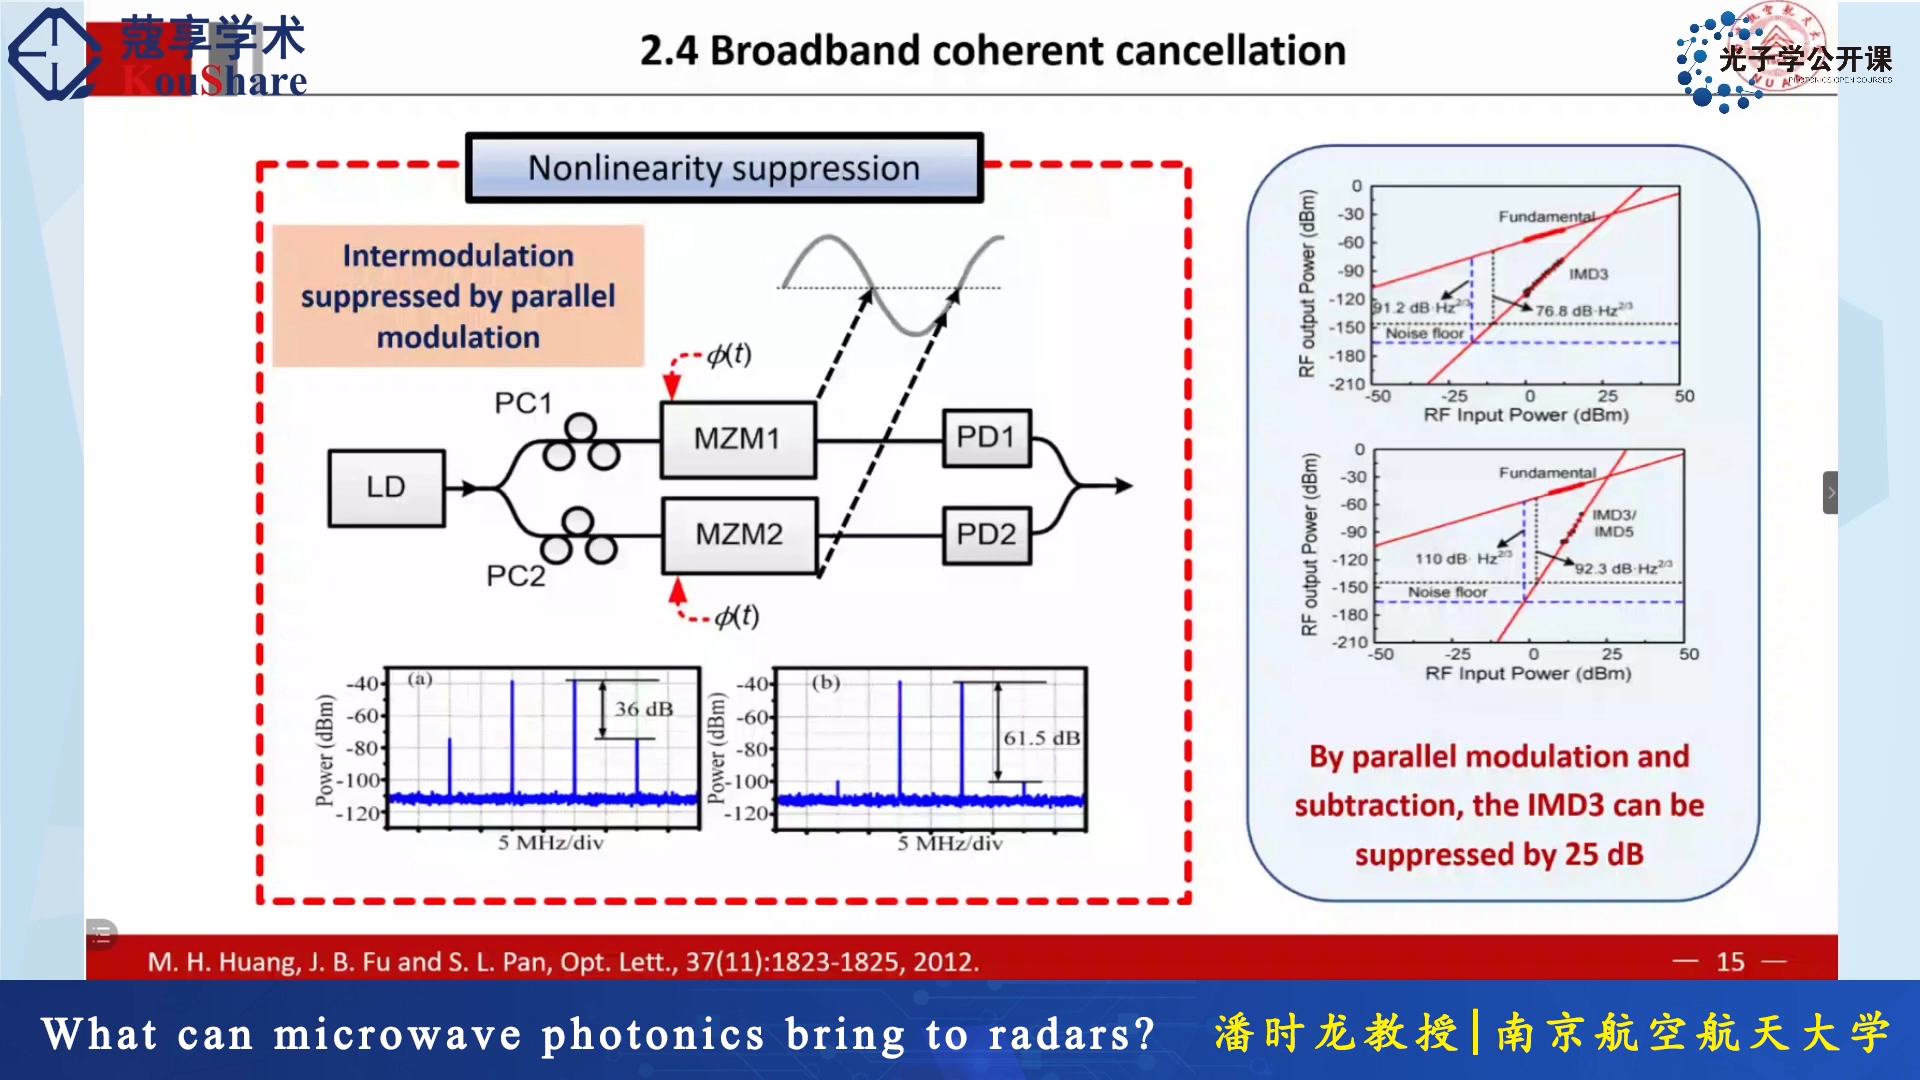 蔻享学术
KouShare
2.4 Broadband coherent cancellation
光子学公开课
PHOTONICS OPEN COURSES
Nonlinearity suppression
Intermodulation
suppressed by parallel
modulation
ϕ(t)
PC1
MZM1
PD1
LD
MZM2
PD2
PC2
ϕ(t)
(a)
-40
-60
-80
-100
-120
Power (dBm)
36 dB
5 MHz/div
(b)
-40
-60
-80
-100
-120
Power (dBm)
61.5 dB
5 MHz/div
RF output Power (dBm)
0
-30
-60
-90
-120
-150
-180
-210
Fundamental
IMD3
91.2 dB·Hz2/3
76.8 dB·Hz2/3
Noise floor
-50 -25 0 25 50
RF Input Power (dBm)
RF output Power (dBm)
0
-30
-60
-90
-120
-150
-180
-210
Fundamental
IMD3/
IMD5
110 dB· Hz2/3
92.3 dB·Hz2/3
Noise floor
-50 -25 0 25 50
RF Input Power (dBm)
By parallel modulation and
subtraction, the IMD3 can be
suppressed by 25 dB
M. H. Huang, J. B. Fu and S. L. Pan, Opt. Lett., 37(11):1823-1825, 2012.
— 15 —
What can microwave photonics bring to radars?
潘时龙教授|南京航空航天大学